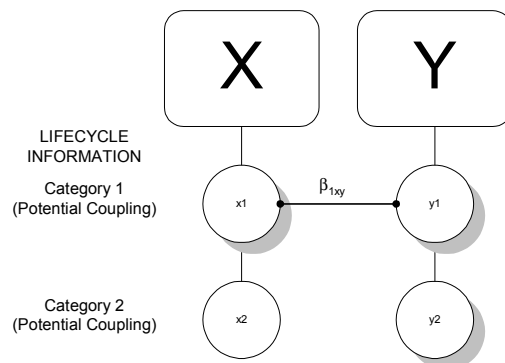 X Y
LIFECYCLE
INFORMATION
Category 1
(Potential Coupling)
x1 β1xy y1
Category 2
(Potential Coupling)
x2 y2